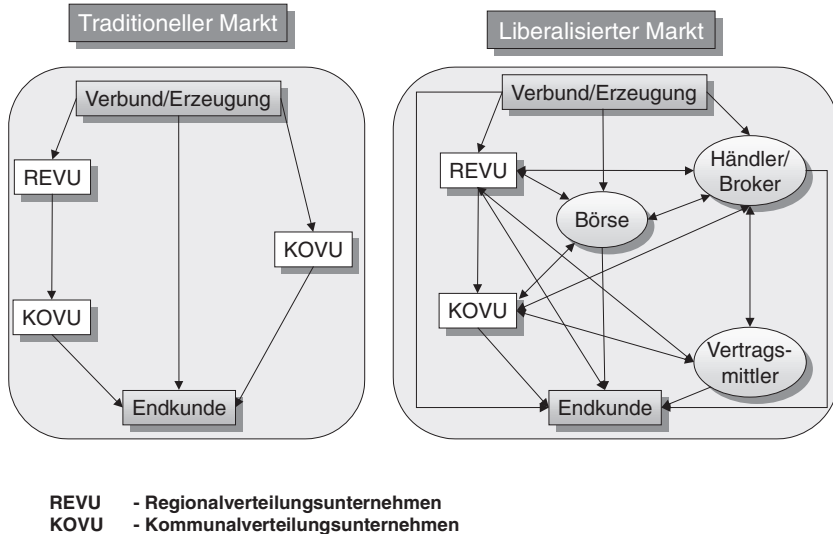 Traditioneller Markt
Verbund/Erzeugung
REVU
KOVU
KOVU
Endkunde
Liberalisierter Markt
Verbund/Erzeugung
REVU
Händler/
Broker
Börse
KOVU
Vertrags-
mittler
Endkunde
REVU - Regionalverteilungsunternehmen
KOVU - Kommunalverteilungsunternehmen